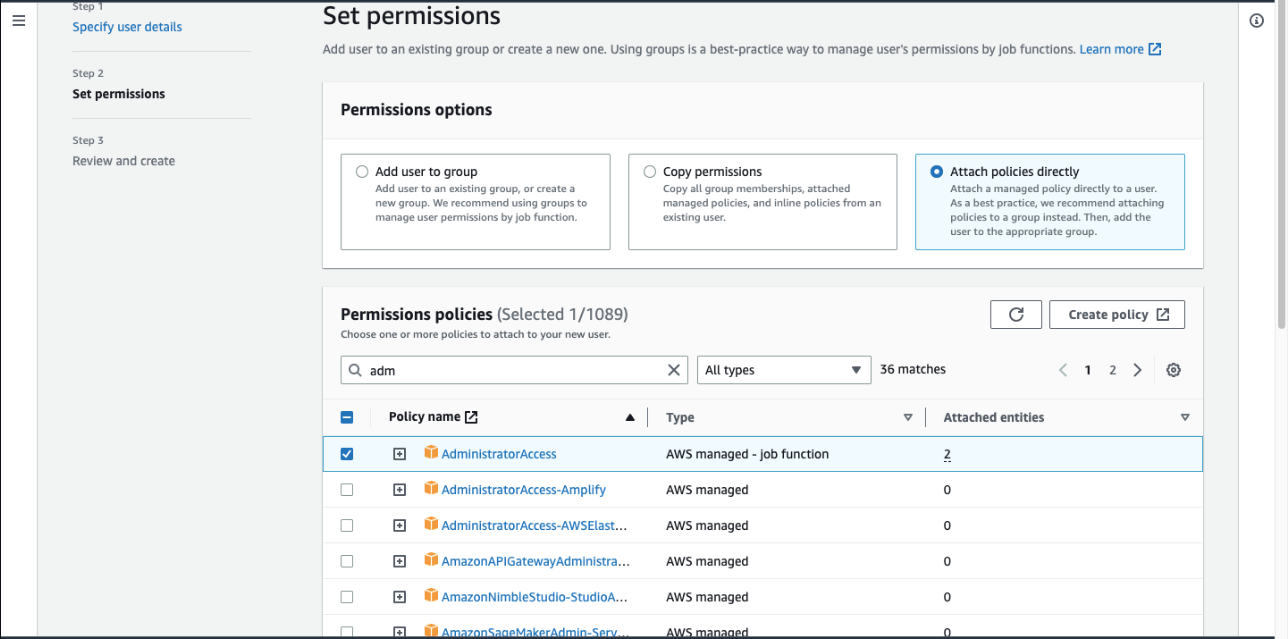 Step 1
Specify user details
Step 2
Set permissions
Step 3
Review and create
Set permissions
Add user to an existing group or create a new one. Using groups is a best-practice way to manage user's permissions by job functions. Learn more
Permissions options
Add user to group
Add user to an existing group, or create a
new group. We recommend using groups to
manage user permissions by job function.
Copy permissions
Copy all group memberships, attached
managed policies, and inline policies from an
existing user.
Attach policies directly
Attach a managed policy directly to a user.
As a best practice, we recommend attaching
policies to a group instead. Then, add the
user to the appropriate group.
Permissions policies (Selected 1/1089)
Choose one or more policies to attach to your new user.
Create policy
adm
All types
36 matches
1 2
Policy name Type Attached entities
AdministratorAccess AWS managed - job function 2
AdministratorAccess-Amplify AWS managed 0
AdministratorAccess-AWSElast... AWS managed 0
AmazonAPIGatewayAdministra... AWS managed 0
AmazonNimbleStudio-StudioA... AWS managed 0
AmazonSageMakerAdmin-Serv... AWS managed 0